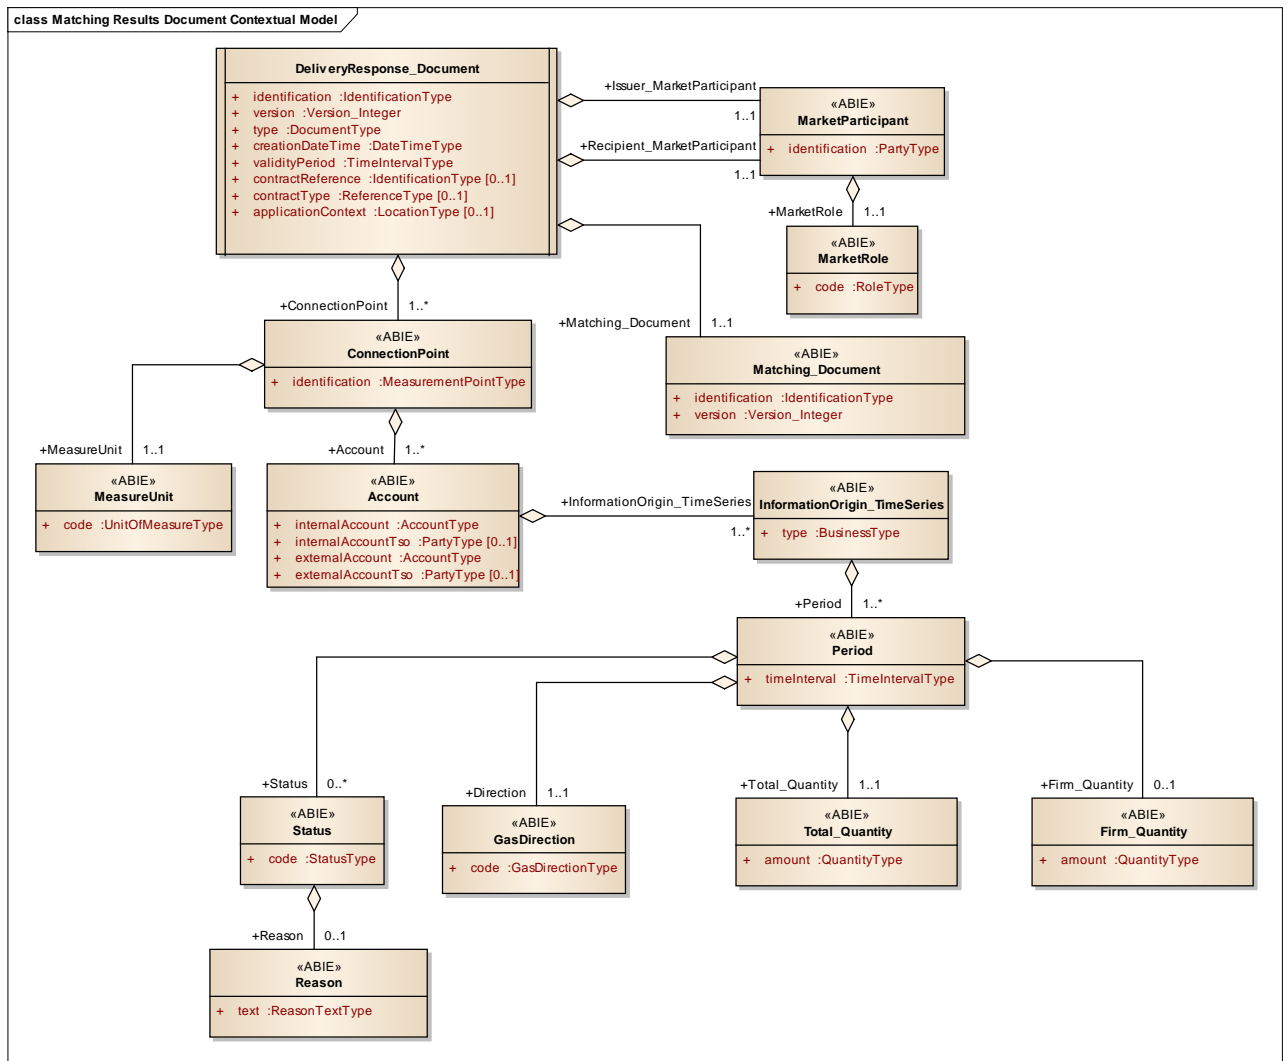 class Matching Results Document Contextual Model
DeliveryResponse_Document
+ identification :IdentificationType
+ version :Version_Integer
+ type :DocumentType
+ creationDateTime :DateTimeType
+ validityPeriod :TimeIntervalType
+ contractReference :IdentificationType [0..1]
+ contractType :ReferenceType [0..1]
+ applicationContext :LocationType [0..1]
+Issuer_MarketParticipant
1..1
+Recipient_MarketParticipant
1..1
«ABIE»
MarketParticipant
+ identification :PartyType
+MarketRole
1..1
«ABIE»
MarketRole
+ code :RoleType
+ConnectionPoint
1..*
+Matching_Document
1..1
«ABIE»
ConnectionPoint
+ identification :MeasurementPointType
«ABIE»
Matching_Document
+ identification :IdentificationType
+ version :Version_Integer
+MeasureUnit
1..1
+Account
1..*
«ABIE»
MeasureUnit
+ code :UnitOfMeasureType
«ABIE»
Account
+ internalAccount :AccountType
+ internalAccountTso :PartyType [0..1]
+ externalAccount :AccountType
+ externalAccountTso :PartyType [0..1]
+InformationOrigin_TimeSeries
1..*
«ABIE»
InformationOrigin_TimeSeries
+ type :BusinessType
+Period
1..*
«ABIE»
Period
+ timeInterval :TimeIntervalType
+Status
0..*
+Direction
1..1
+Total_Quantity
1..1
+Firm_Quantity
0..1
«ABIE»
Status
+ code :StatusType
«ABIE»
GasDirection
+ code :GasDirectionType
«ABIE»
Total_Quantity
+ amount :QuantityType
«ABIE»
Firm_Quantity
+ amount :QuantityType
+Reason
0..1
«ABIE»
Reason
+ text :ReasonTextType